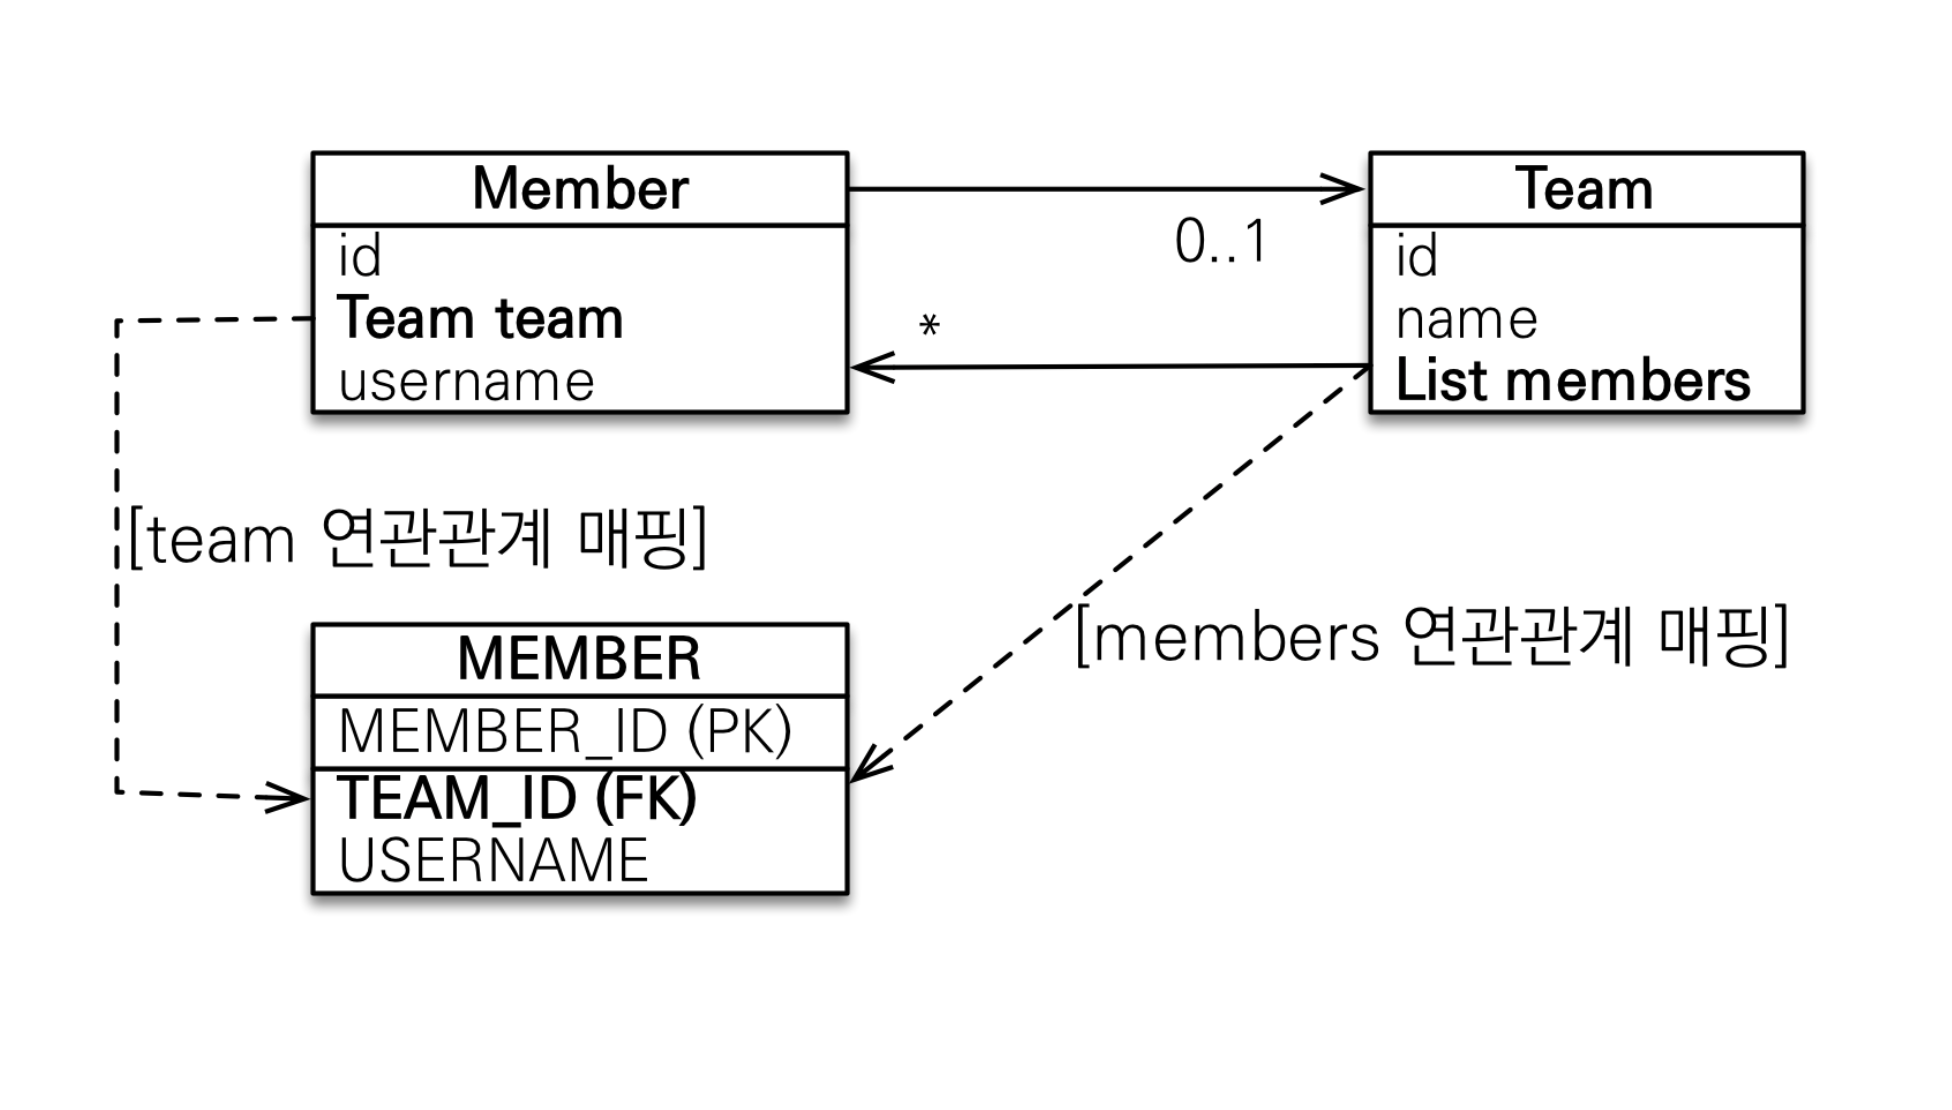 Member
id
Team team
username
0..1
*
Team
id
name
List members
[team 연관관계 매핑]
[members 연관관계 매핑]
MEMBER
MEMBER_ID (PK)
TEAM_ID (FK)
USERNAME